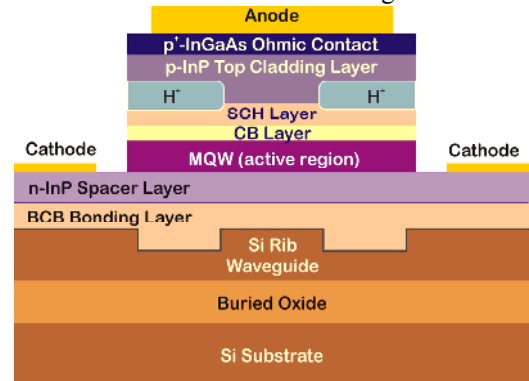 Anode
p⁺-InGaAs Ohmic Contact
p-InP Top Cladding Layer
H⁺ H⁺
SCH Layer
CB Layer
Cathode Cathode
MQW (active region)
n-InP Spacer Layer
BCB Bonding Layer
Si Rib
Waveguide
Buried Oxide
Si Substrate